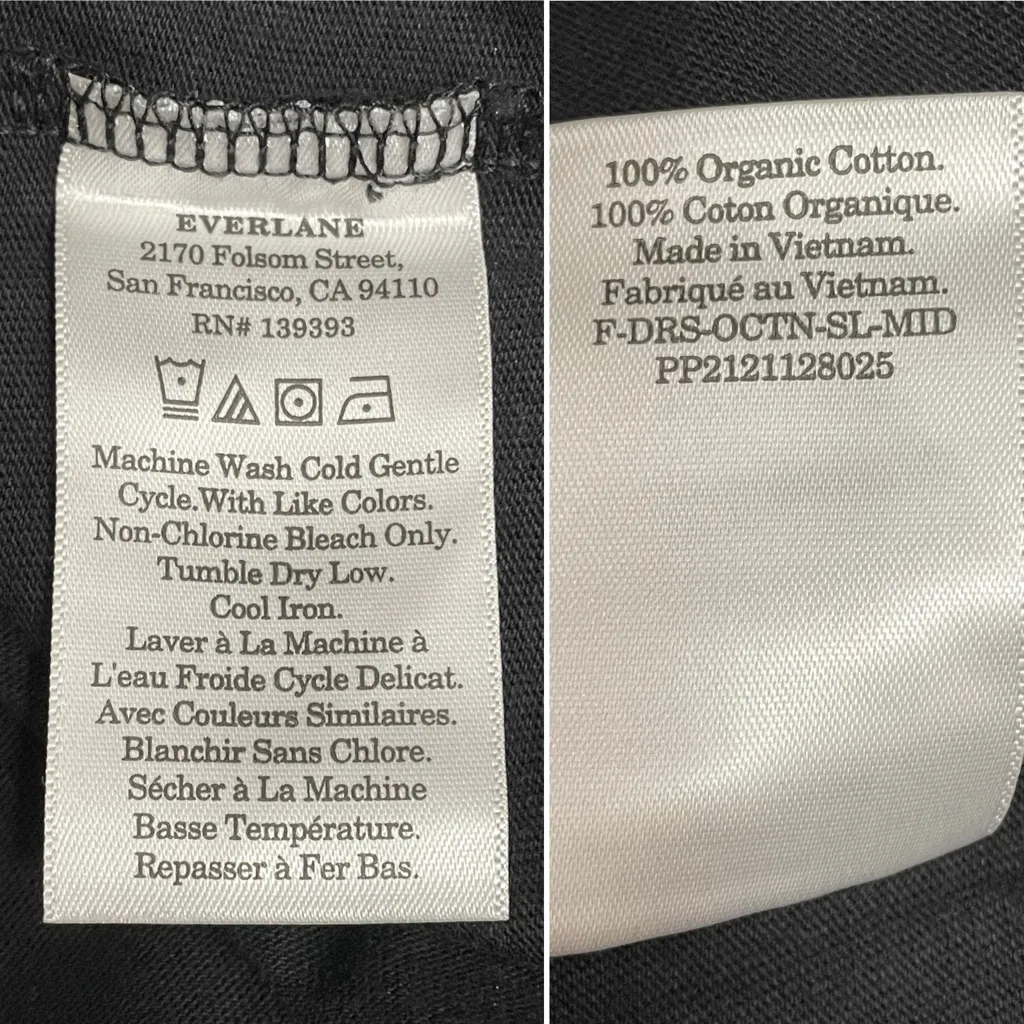 EVERLANE
2170 Folsom Street,
San Francisco, CA 94110
RN# 139393
Machine Wash Cold Gentle
Cycle.With Like Colors.
Non-Chlorine Bleach Only.
Tumble Dry Low.
Cool Iron.
Laver à La Machine à
L'eau Froide Cycle Delicat.
Avec Couleurs Similaires.
Blanchir Sans Chlore.
Sécher à La Machine
Basse Température.
Repasser à Fer Bas.
100% Organic Cotton.
100% Coton Organique.
Made in Vietnam.
Fabriqué au Vietnam.
F-DRS-OCTN-SL-MID
PP2121128025